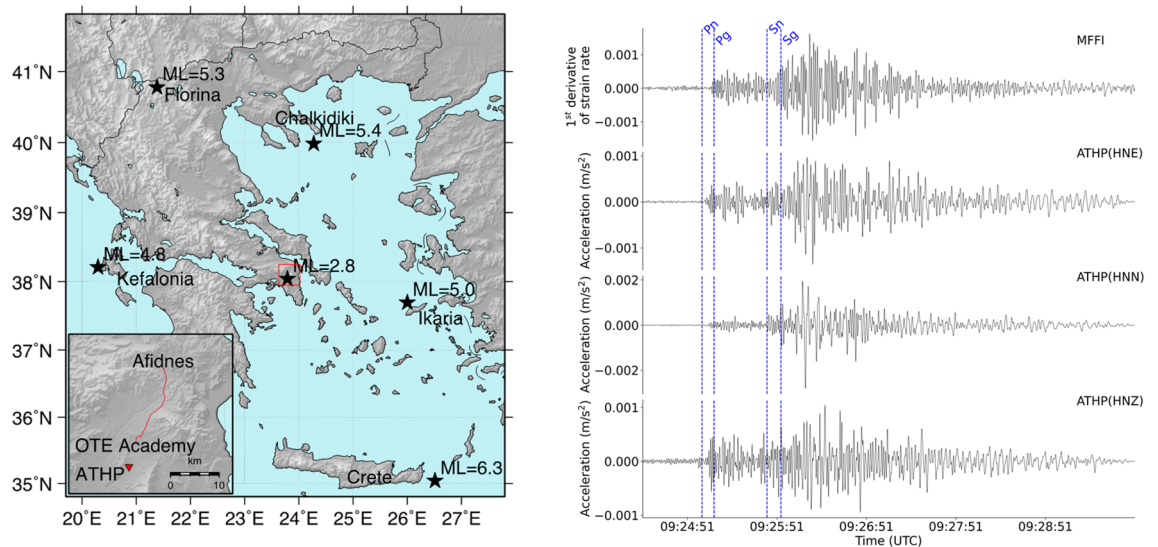 41°N
40°N
39°N
38°N
37°N
36°N
35°N
20°E
21°E
22°E
23°E
24°E
25°E
26°E
27°E
ML=5.3
Florina
Chalkidiki
ML=5.4
ML=4.8
Kefalonia
ML=2.8
ML=5.0
Ikaria
ML=6.3
Crete
Afidnes
OTE Academy
ATHP
km
0 10
Pn
Pg
Sn
Sg
MFFI
1st derivative
of strain rate
0.001
0.000
−0.001
ATHP(HNE)
Acceleration (m/s²)
0.001
0.000
−0.001
ATHP(HNN)
Acceleration (m/s²)
0.002
0.000
−0.002
ATHP(HNZ)
Acceleration (m/s²)
0.001
0.000
−0.001
09:24:51
09:25:51
09:26:51
09:27:51
09:28:51
Time (UTC)